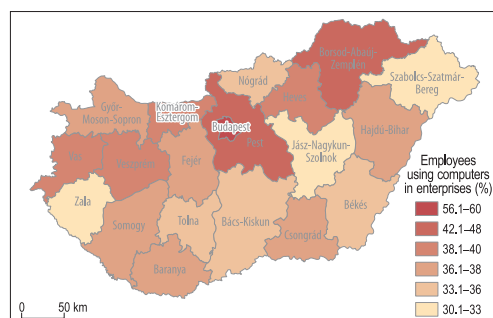 Borsod-Abaúj-
Zemplén
Szabolcs-Szatmár-
Bereg
Nógrád
Heves
Győr-
Moson-Sopron
Komárom-
Esztergom
Budapest
Pest
Hajdú-Bihar
Jász-Nagykun-
Szolnok
Vas
Veszprém
Fejér
Zala
Somogy
Tolna
Bács-Kiskun
Békés
Csongrád
Baranya
Employees
using computers
in enterprises (%)
56.1–60
42.1–48
38.1–40
36.1–38
33.1–36
30.1–33
0 50 km